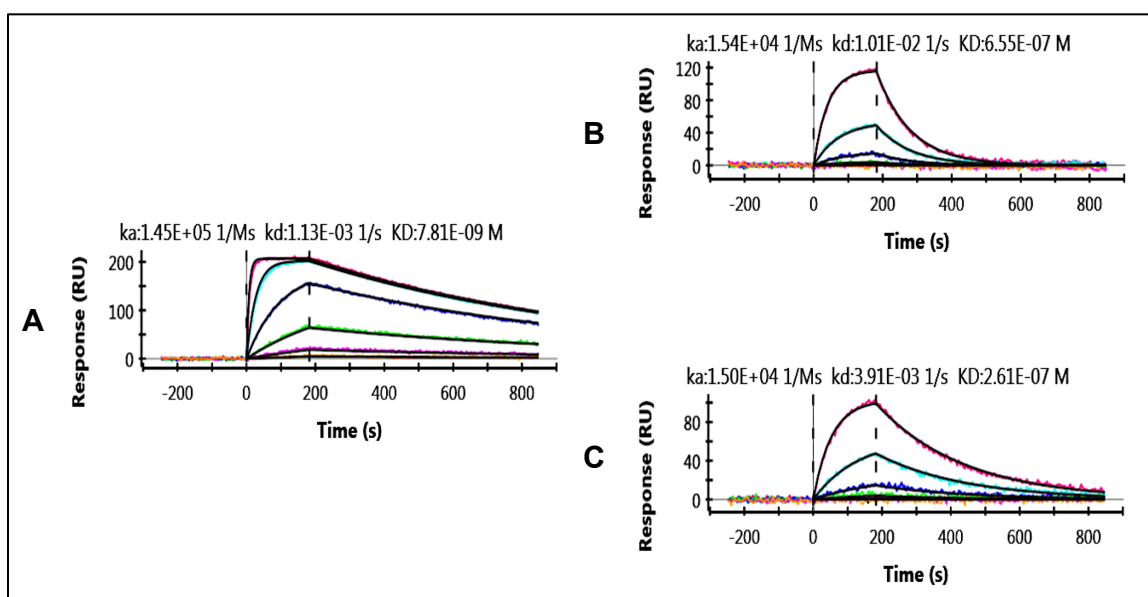 A
ka:1.45E+05 1/Ms kd:1.13E-03 1/s KD:7.81E-09 M
Response (RU)
200
100
0
-200 0 200 400 600 800
Time (s)
B
ka:1.54E+04 1/Ms kd:1.01E-02 1/s KD:6.55E-07 M
Response (RU)
120
80
40
0
-200 0 200 400 600 800
Time (s)
C
ka:1.50E+04 1/Ms kd:3.91E-03 1/s KD:2.61E-07 M
Response (RU)
80
40
0
-200 0 200 400 600 800
Time (s)